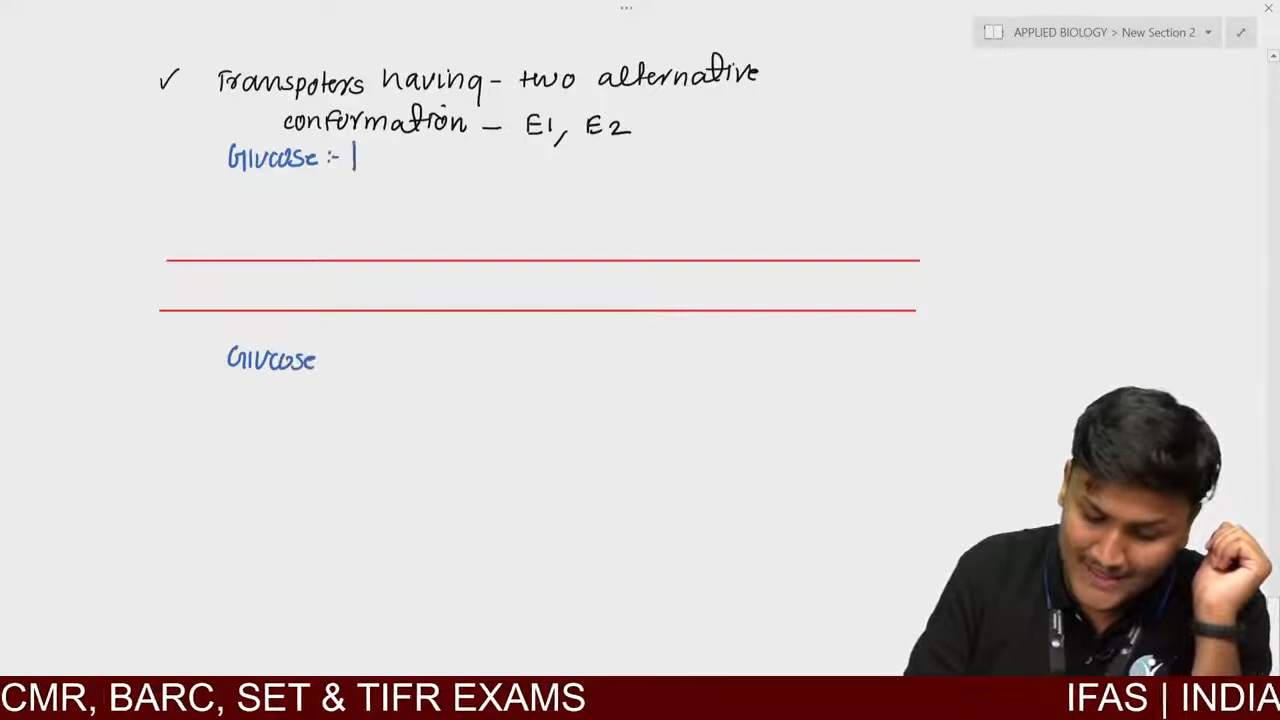 APPLIED BIOLOGY > New Section 2
✓ Transpoters having - two alternative
conformation - E1, E2
Glucose :- |
Glucose
CMR, BARC, SET & TIFR EXAMS
IFAS | INDIA